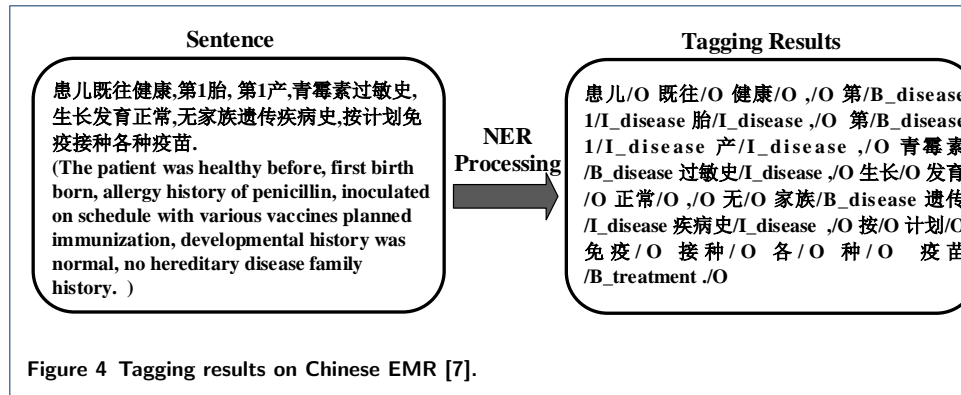 Sentence
患儿既往健康,第1胎, 第1产,青霉素过敏史,
生长发育正常,无家族遗传疾病史,按计划免
疫接种各种疫苗.
(The patient was healthy before, first birth
born, allergy history of penicillin, inoculated
on schedule with various vaccines planned
immunization, developmental history was
normal, no hereditary disease family
history. )
NER
Processing
Tagging Results
患儿/O 既往/O 健康/O ,/O 第/B_disease
1/I_disease 胎/I_disease ,/O 第/B_disease
1/I_disease 产/I_disease ,/O 青霉素
/B_disease 过敏史/I_disease ,/O 生长/O 发育
/O 正常/O ,/O 无/O 家族/B_disease 遗传
/I_disease 疾病史/I_disease ,/O 按/O 计划/O
免疫/O 接种/O 各/O 种/O 疫苗
/B_treatment ./O
Figure 4 Tagging results on Chinese EMR [7].